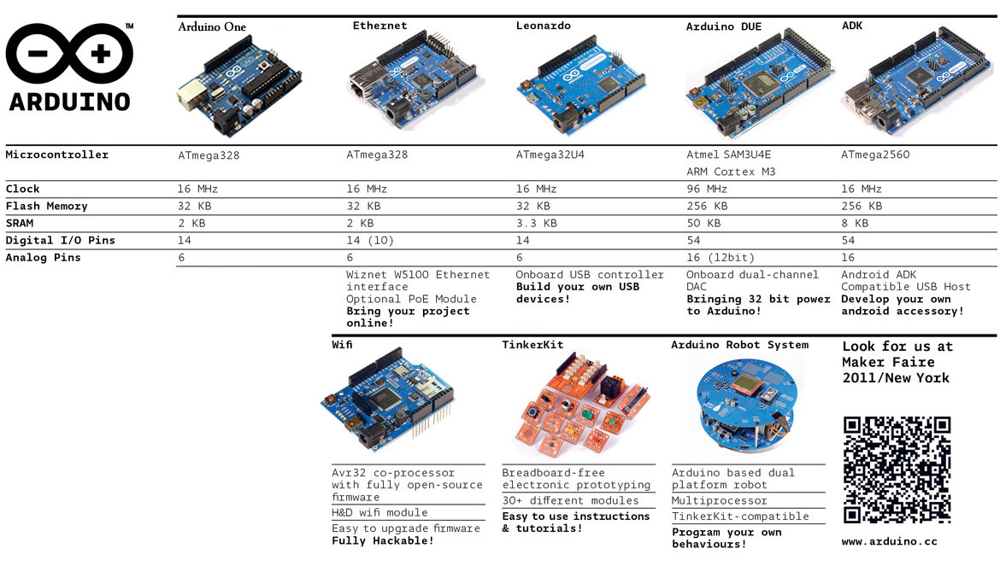 ™
ARDUINO
Arduino One Ethernet Leonardo Arduino DUE ADK
Microcontroller ATmega328 ATmega328 ATmega32U4 Atmel SAM3U4E ATmega2560
ARM Cortex M3
Clock 16 MHz 16 MHz 16 MHz 96 MHz 16 MHz
Flash Memory 32 KB 32 KB 32 KB 256 KB 256 KB
SRAM 2 KB 2 KB 3.3 KB 50 KB 8 KB
Digital I/O Pins 14 14 (10) 14 54 54
Analog Pins 6 6 6 16 (12bit) 16
Wiznet W5100 Ethernet
interface
Optional PoE Module
Bring your project
online!
Onboard USB controller
Build your own USB
devices!
Onboard dual-channel
DAC
Bringing 32 bit power
to Arduino!
Android ADK
Compatible USB Host
Develop your own
android accessory!
Wifi
Avr32 co-processor
with fully open-source
firmware
H&D wifi module
Easy to upgrade firmware
Fully Hackable!
TinkerKit
Breadboard-free
electronic prototyping
30+ different modules
Easy to use instructions
& tutorials!
Arduino Robot System
Arduino based dual
platform robot
Multiprocessor
TinkerKit-compatible
Program your own
behaviours!
Look for us at
Maker Faire
2011/New York
www.arduino.cc